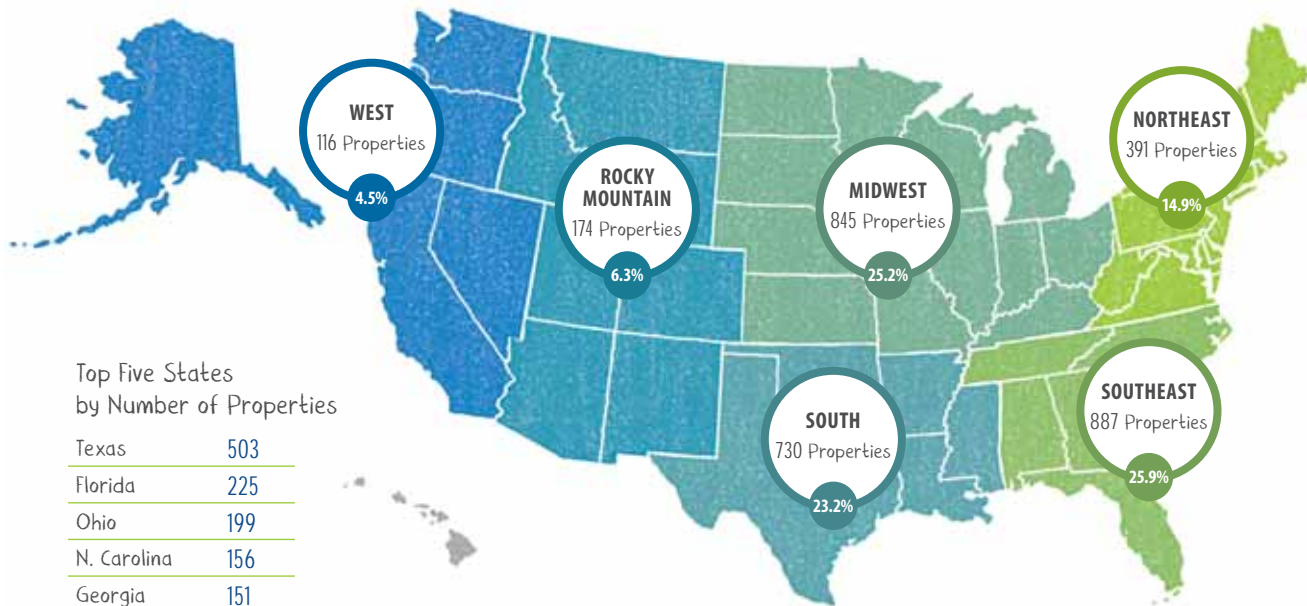 WEST
116 Properties
4.5%
ROCKY
MOUNTAIN
174 Properties
6.3%
MIDWEST
845 Properties
25.2%
NORTHEAST
391 Properties
14.9%
SOUTH
730 Properties
23.2%
SOUTHEAST
887 Properties
25.9%
Top Five States
by Number of Properties
Texas 503
Florida 225
Ohio 199
N. Carolina 156
Georgia 151